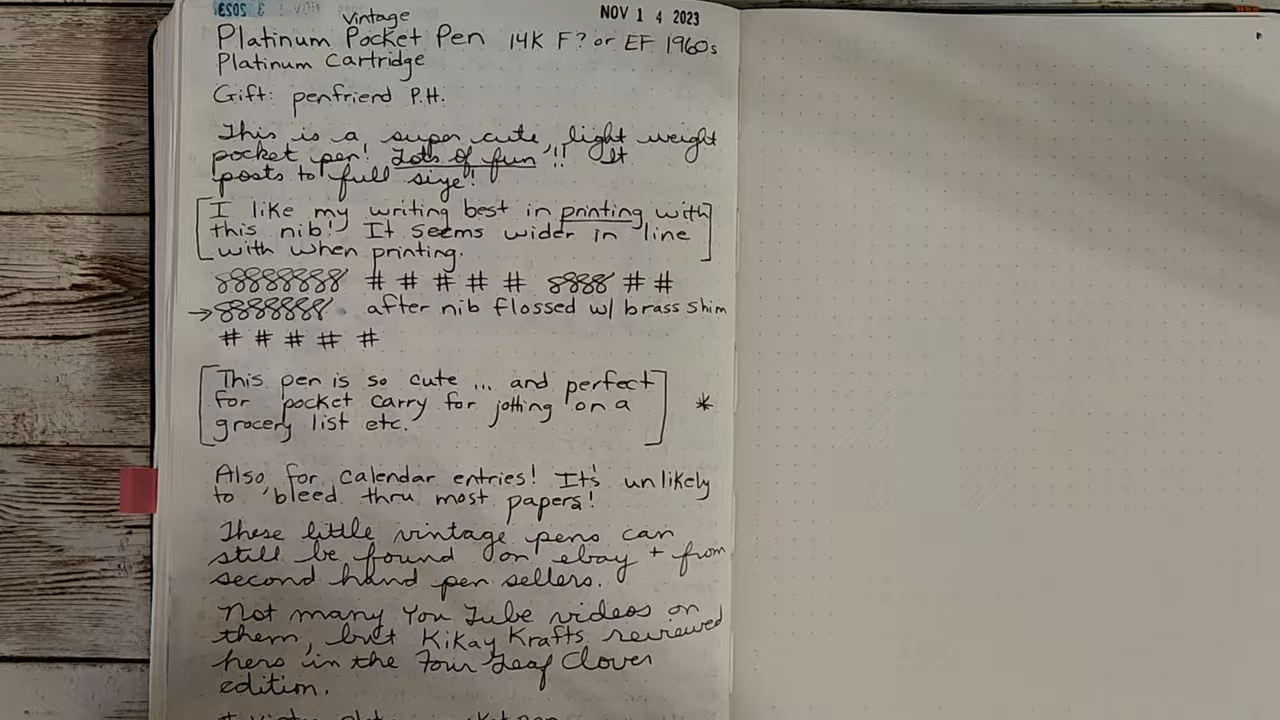 NOV 1 4 2023
Vintage
Platinum Pocket Pen 14K F? or EF 1960s
Platinum Cartridge
Gift: penfriend P.H.
This is a super cute, light weight
pocket pen! Lots of fun!! It
posts to full size!
[I like my writing best in printing with
this nib! It seems wider in line
with when printing.]
88888888 # # # # # 8888 # #
→8888888 . after nib flossed w/ brass shim
# # # # #
[This pen is so cute ... and perfect
for pocket carry for jotting on a *
grocery list etc.]
Also, for calendar entries! It's unlikely
to bleed thru most papers!
These little vintage pens can
still be found on ebay + from
second hand pen sellers.
Not many YouTube videos on
them, but Kikay Krafts reviewed
hers in the Four Leaf Clover
edition.